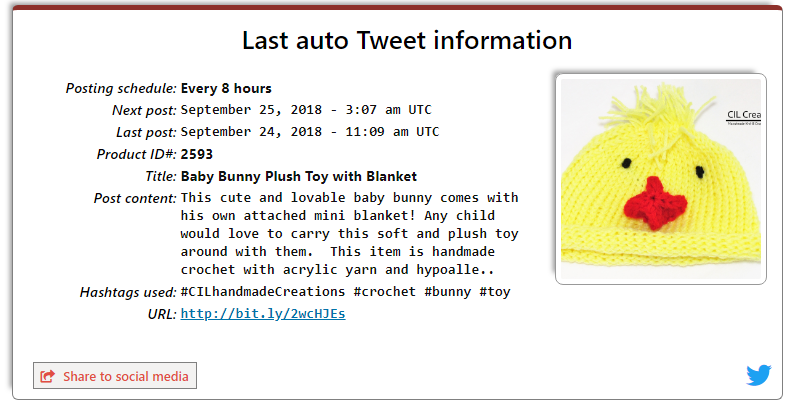 Last auto Tweet information
Posting schedule: Every 8 hours
Next post: September 25, 2018 - 3:07 am UTC
Last post: September 24, 2018 - 11:09 am UTC
Product ID#: 2593
Title: Baby Bunny Plush Toy with Blanket
Post content: This cute and lovable baby bunny comes with
his own attached mini blanket! Any child
would love to carry this soft and plush toy
around with them. This item is handmade
crochet with acrylic yarn and hypoalle..
Hashtags used: #CILhandmadeCreations #crochet #bunny #toy
URL: http://bit.ly/2wcHJEs
CIL Crea
Share to social media